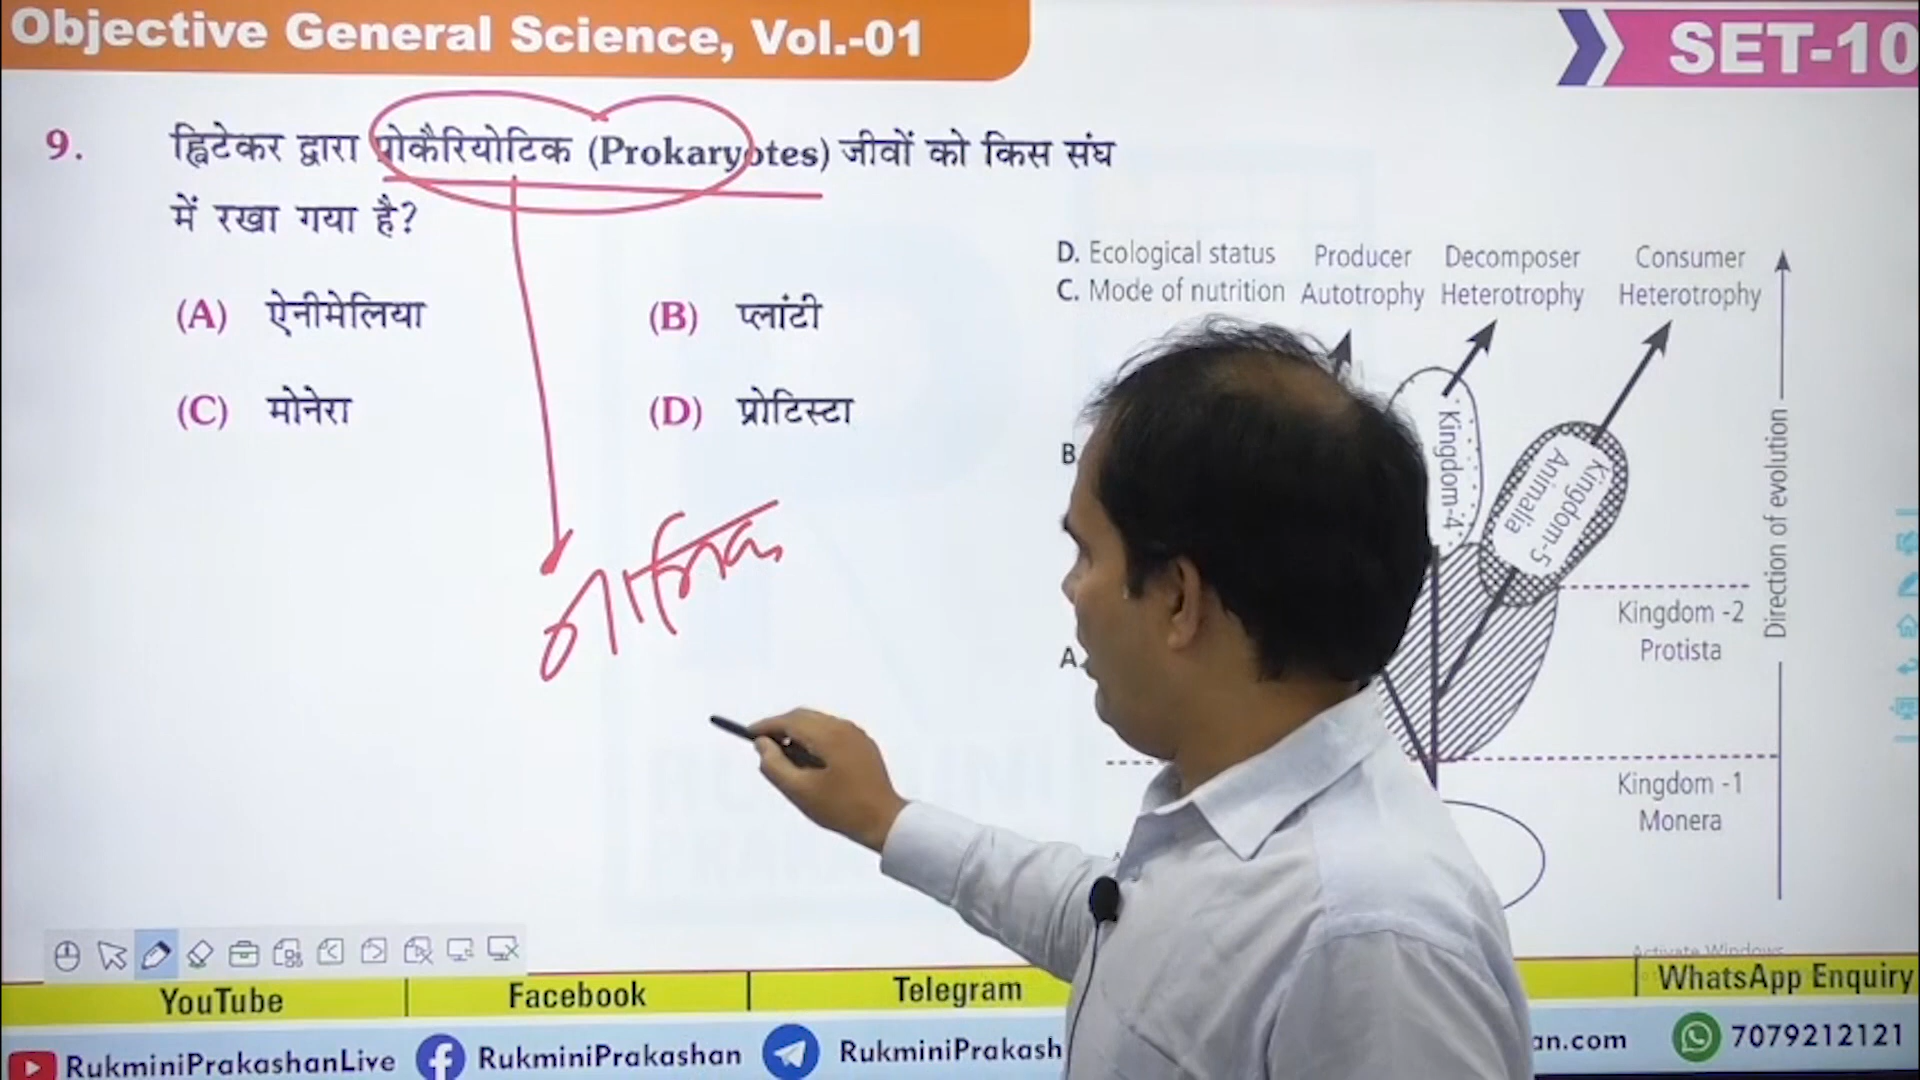 Objective General Science, Vol.-01
SET-10
9. ह्विटेकर द्वारा प्रोकैरियोटिक (Prokaryotes) जीवों को किस संघ
में रखा गया है?
(A) ऐनीमेलिया
(B) प्लांटी
(C) मोनेरा
(D) प्रोटिस्टा
नाभिक
D. Ecological status Producer Decomposer Consumer
C. Mode of nutrition Autotrophy Heterotrophy Heterotrophy
B.
A.
Kingdom-4
Kingdom-5
Animalia
Direction of evolution
Kingdom -2
Protista
Kingdom -1
Monera
Activate Windows
YouTube
Facebook
Telegram
WhatsApp Enquiry
RukminiPrakashanLive
RukminiPrakashan
RukminiPrakash
an.com
7079212121